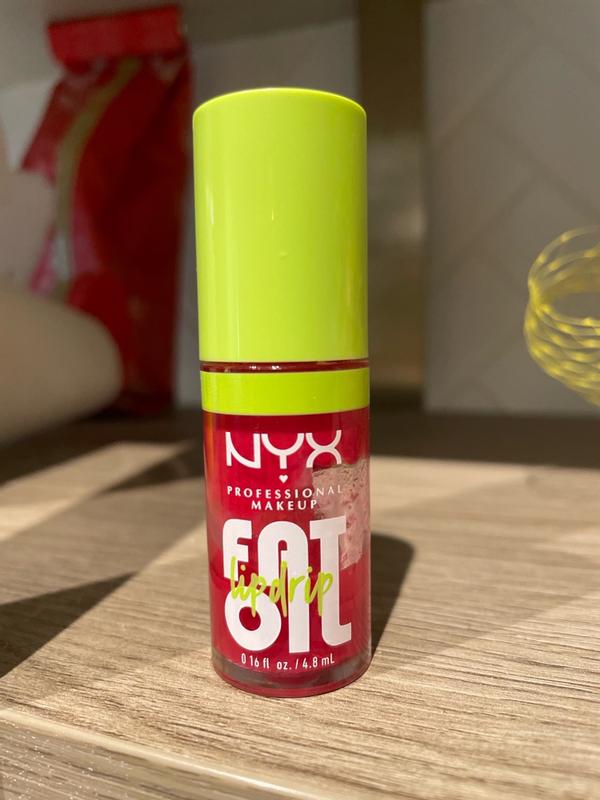 NYX
PROFESSIONAL
MAKEUP
FAT
lip drip
OIL
0.16 fl. oz. / 4.8 mL